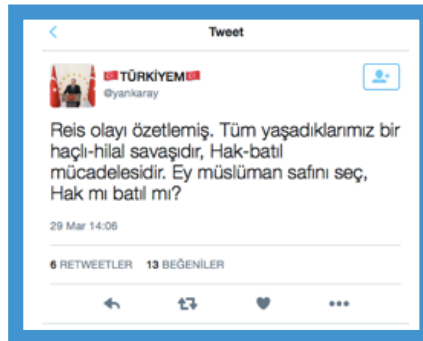 Tweet
🇹🇷TÜRKİYEM🇹🇷
@yankaray
Reis olayı özetlemiş. Tüm yaşadıklarımız bir
haçlı-hilal savaşıdır, Hak-batıl
mücadelesidir. Ey müslüman safını seç,
Hak mı batıl mı?
29 Mar 14:06
6 RETWEETLER 13 BEĞENİLER